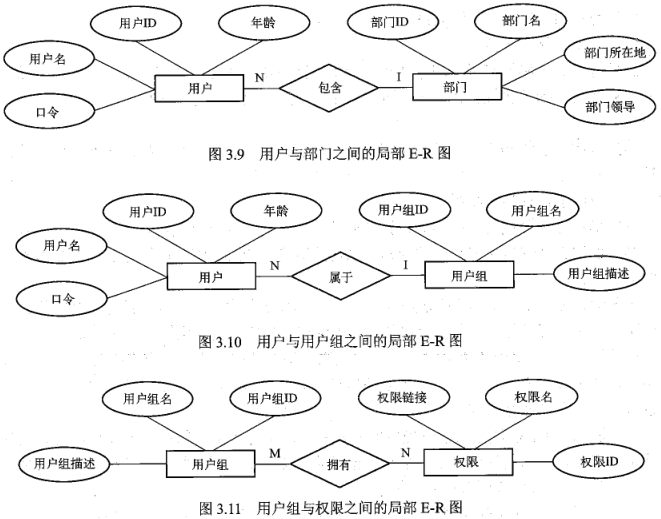 用户ID 年龄 部门ID 部门名
用户名 部门所在地
用户 N 包含 I 部门
口令 部门领导
图 3.9 用户与部门之间的局部 E-R 图
用户ID 年龄 用户组ID 用户组名
用户名
用户 N 属于 I 用户组 用户组描述
口令
图 3.10 用户与用户组之间的局部 E-R 图
用户组名 用户组ID 权限链接 权限名
用户组描述 用户组 M 拥有 N 权限 权限ID
图 3.11 用户组与权限之间的局部 E-R 图